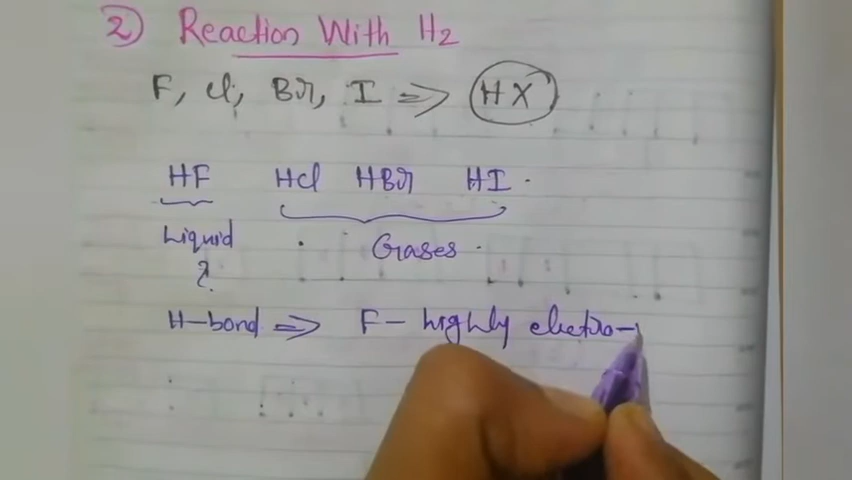 2) Reaction With H2
F, Cl, Br, I ⇒ HX
HF HCl HBr HI .
Liquid Gases .
?
H-bond ⇒ F - highly electro-